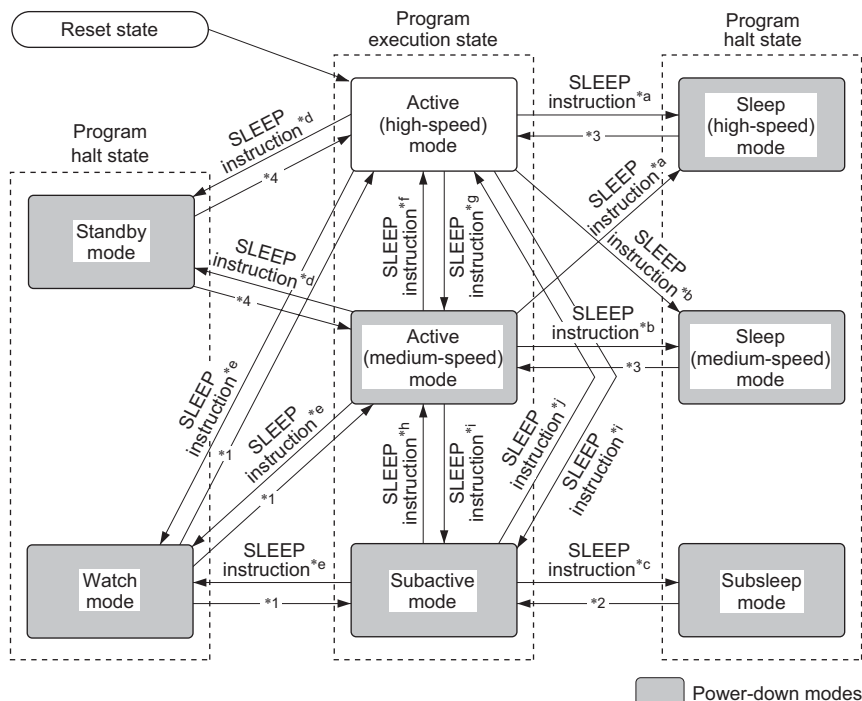 Reset state
Program
execution state
Program
halt state
Program
halt state
Active
(high-speed)
mode
SLEEP
instruction*a
*3
Sleep
(high-speed)
mode
SLEEP
instruction*d
*4
Standby
mode
SLEEP
instruction*d
*4
SLEEP
instruction*f
SLEEP
instruction*g
SLEEP
instruction*a
SLEEP
instruction*b
Active
(medium-speed)
mode
SLEEP
instruction*b
*3
Sleep
(medium-speed)
mode
SLEEP
instruction*e
*1
SLEEP
instruction*e
*1
SLEEP
instruction*h
SLEEP
instruction*i
SLEEP
instruction*j
SLEEP
instruction*i
Watch
mode
SLEEP
instruction*e
*1
Subactive
mode
SLEEP
instruction*c
*2
Subsleep
mode
Power-down modes